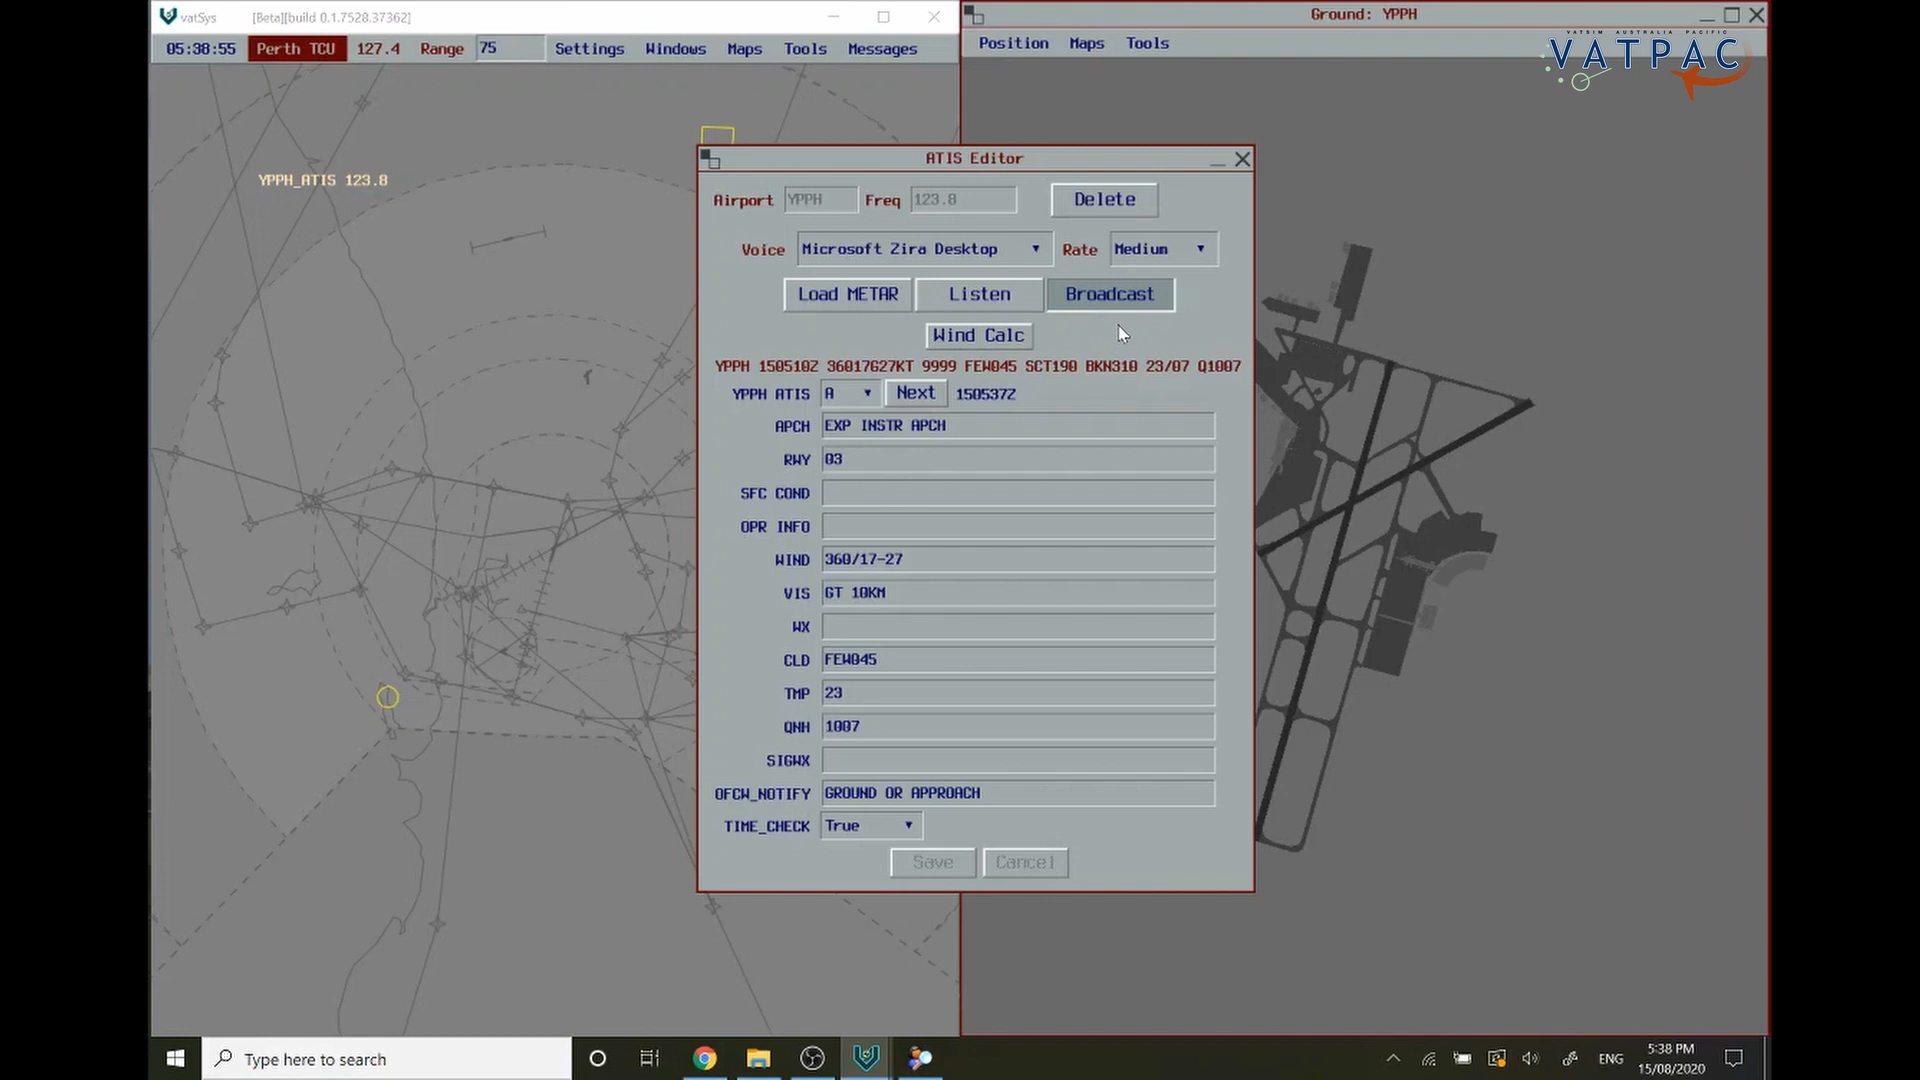 vatSys [Beta][build 0.1.7528.37362]
05:38:55 Perth TCU 127.4 Range 75 Settings Windows Maps Tools Messages
Ground: YPPH
Position Maps Tools
VATSIM AUSTRALIA PACIFIC
VATPAC
YPPH_ATIS 123.8
ATIS Editor
Airport YPPH Freq 123.8 Delete
Voice Microsoft Zira Desktop Rate Medium
Load METAR Listen Broadcast
Wind Calc
YPPH 150510Z 36017G27KT 9999 FEW045 SCT190 BKN310 23/07 Q1007
YPPH ATIS A Next 150537Z
APCH EXP INSTR APCH
RWY 03
SFC COND
OPR INFO
WIND 360/17-27
VIS GT 10KM
WX
CLD FEW045
TMP 23
QNH 1007
SIGWX
OFCW_NOTIFY GROUND OR APPROACH
TIME_CHECK True
Save Cancel
Type here to search
ENG
5:38 PM
15/08/2020